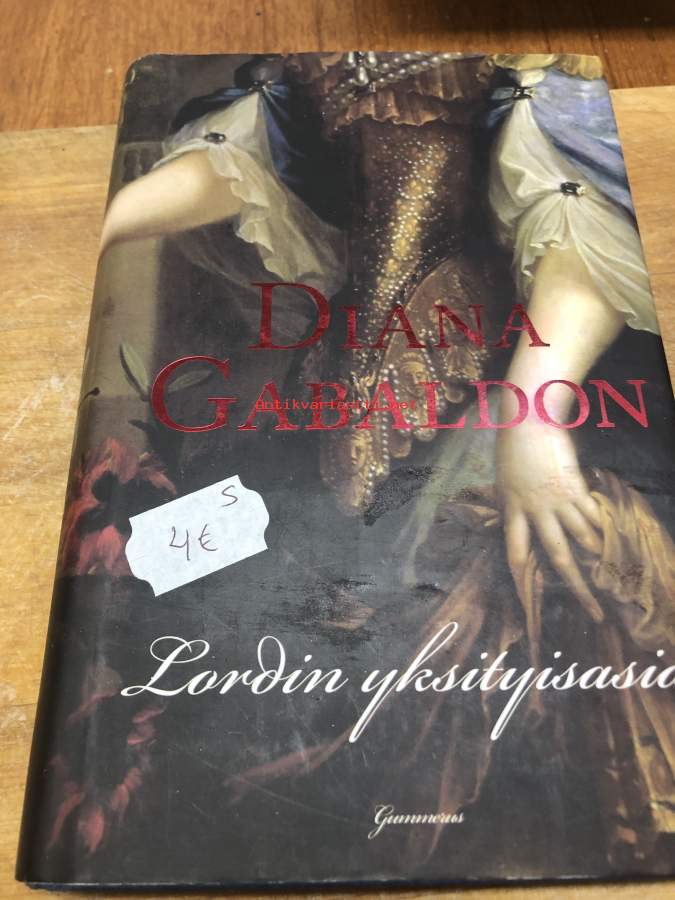 DIANA
GABALDON
antikvariaatti.net
S
4€
Lordin yksityisasia
Gummerus